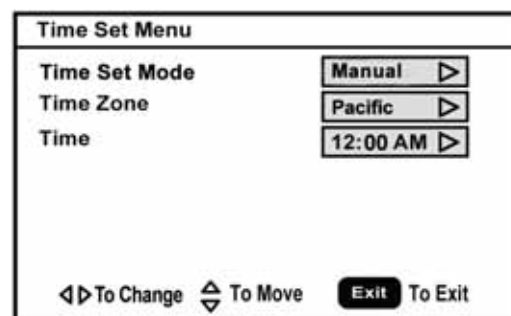 Time Set Menu
Time Set Mode Manual
Time Zone Pacific
Time 12:00 AM
To Change To Move Exit To Exit